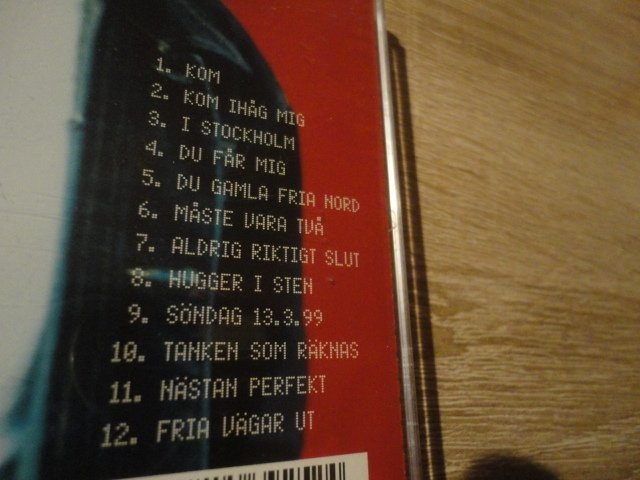 1. KOM
2. KOM IHÅG MIG
3. I STOCKHOLM
4. DU FÅR MIG
5. DU GAMLA FRIA NORD
6. MÅSTE VARA TVÅ
7. ALDRIG RIKTIGT SLUT
8. HUGGER I STEN
9. SÖNDAG 13.3.99
10. TANKEN SOM RÄKNAS
11. NÄSTAN PERFEKT
12. FRIA VÄGAR UT